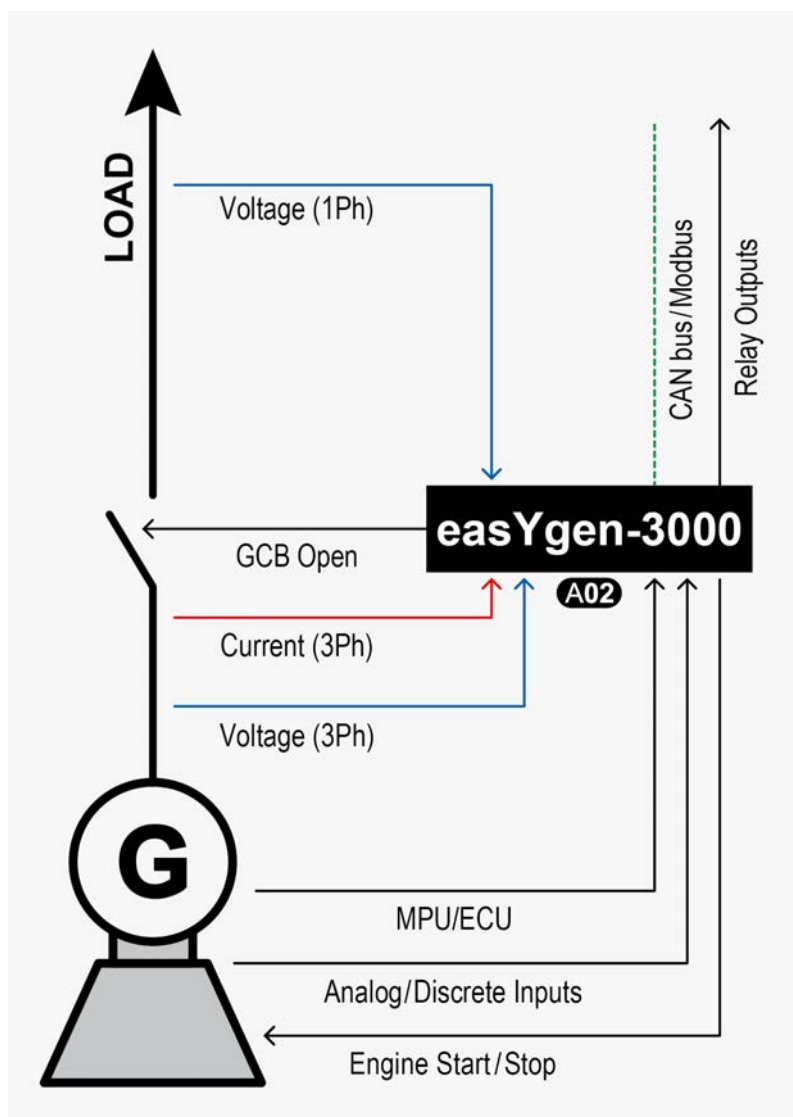 LOAD
Voltage (1Ph)
CAN bus/Modbus
Relay Outputs
easYgen-3000
GCB Open
A02
Current (3Ph)
Voltage (3Ph)
G
MPU/ECU
Analog/Discrete Inputs
Engine Start/Stop